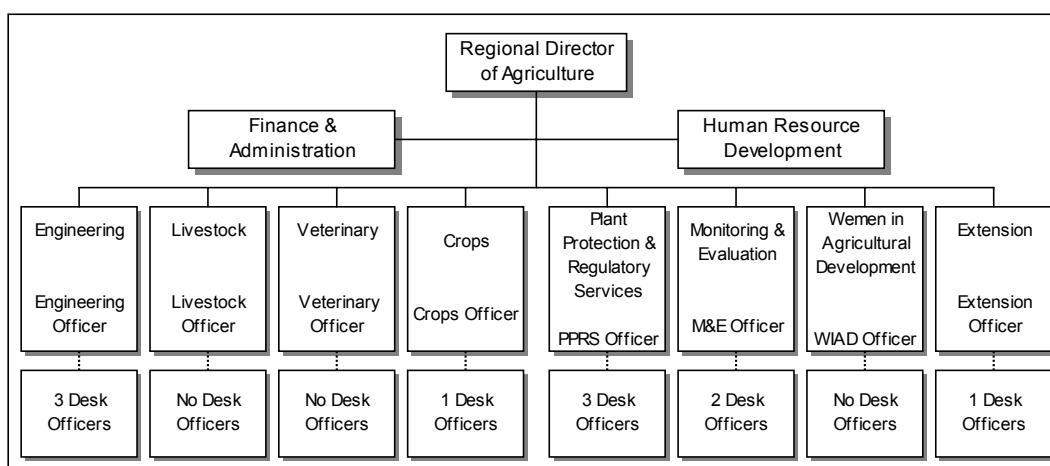 Regional Director
of Agriculture
Finance &
Administration
Human Resource
Development
Engineering
Engineering
Officer
Livestock
Livestock
Officer
Veterinary
Veterinary
Officer
Crops
Crops Officer
Plant
Protection &
Regulatory
Services
PPRS Officer
Monitoring &
Evaluation
M&E Officer
Women in
Agricultural
Development
WIAD Officer
Extension
Extension
Officer
3 Desk
Officers
No Desk
Officers
No Desk
Officers
1 Desk
Officers
3 Desk
Officers
2 Desk
Officers
No Desk
Officers
1 Desk
Officers